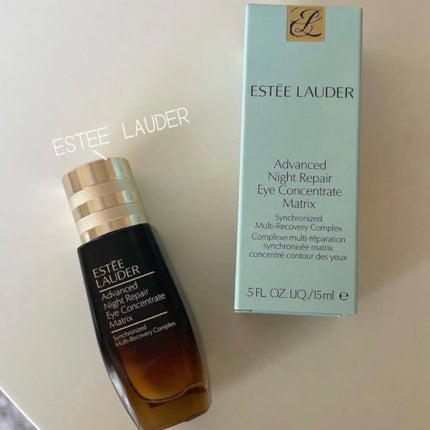 ESTEE LAUDER
EL
ESTĒE LAUDER
Advanced
Night Repair
Eye Concentrate
Matrix
Synchronized
Multi-Recovery Complex
Complexe multi-réparation
synchronisée matrix
concentré contour des yeux
.5 FL. OZ. LIQ./15ml e
ESTĒE
LAUDER
Advanced
Night Repair
Eye Concentrate
Matrix
Synchronized
Multi-Recovery Complex